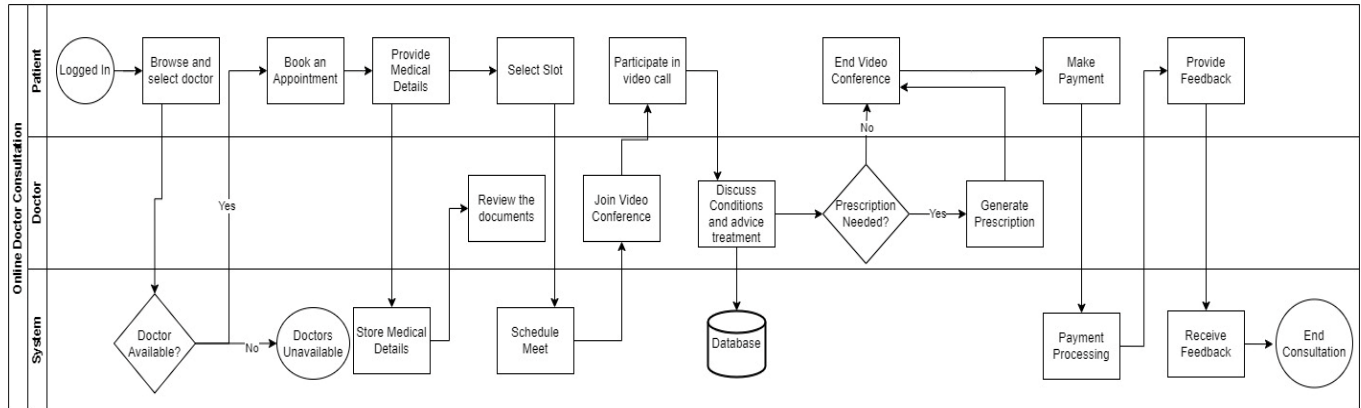 Online Doctor Consultation
Patient
Logged In
Browse and
select doctor
Book an
Appointment
Provide
Medical
Details
Select Slot
Participate in
video call
End Video
Conference
Make
Payment
Provide
Feedback
No
Doctor
Yes
Review the
documents
Join Video
Conference
Discuss
Conditions
and advice
treatment
Prescription
Needed?
Yes
Generate
Prescription
System
Doctor
Available?
No
Doctors
Unavailable
Store Medical
Details
Schedule
Meet
Database
Payment
Processing
Receive
Feedback
End
Consultation